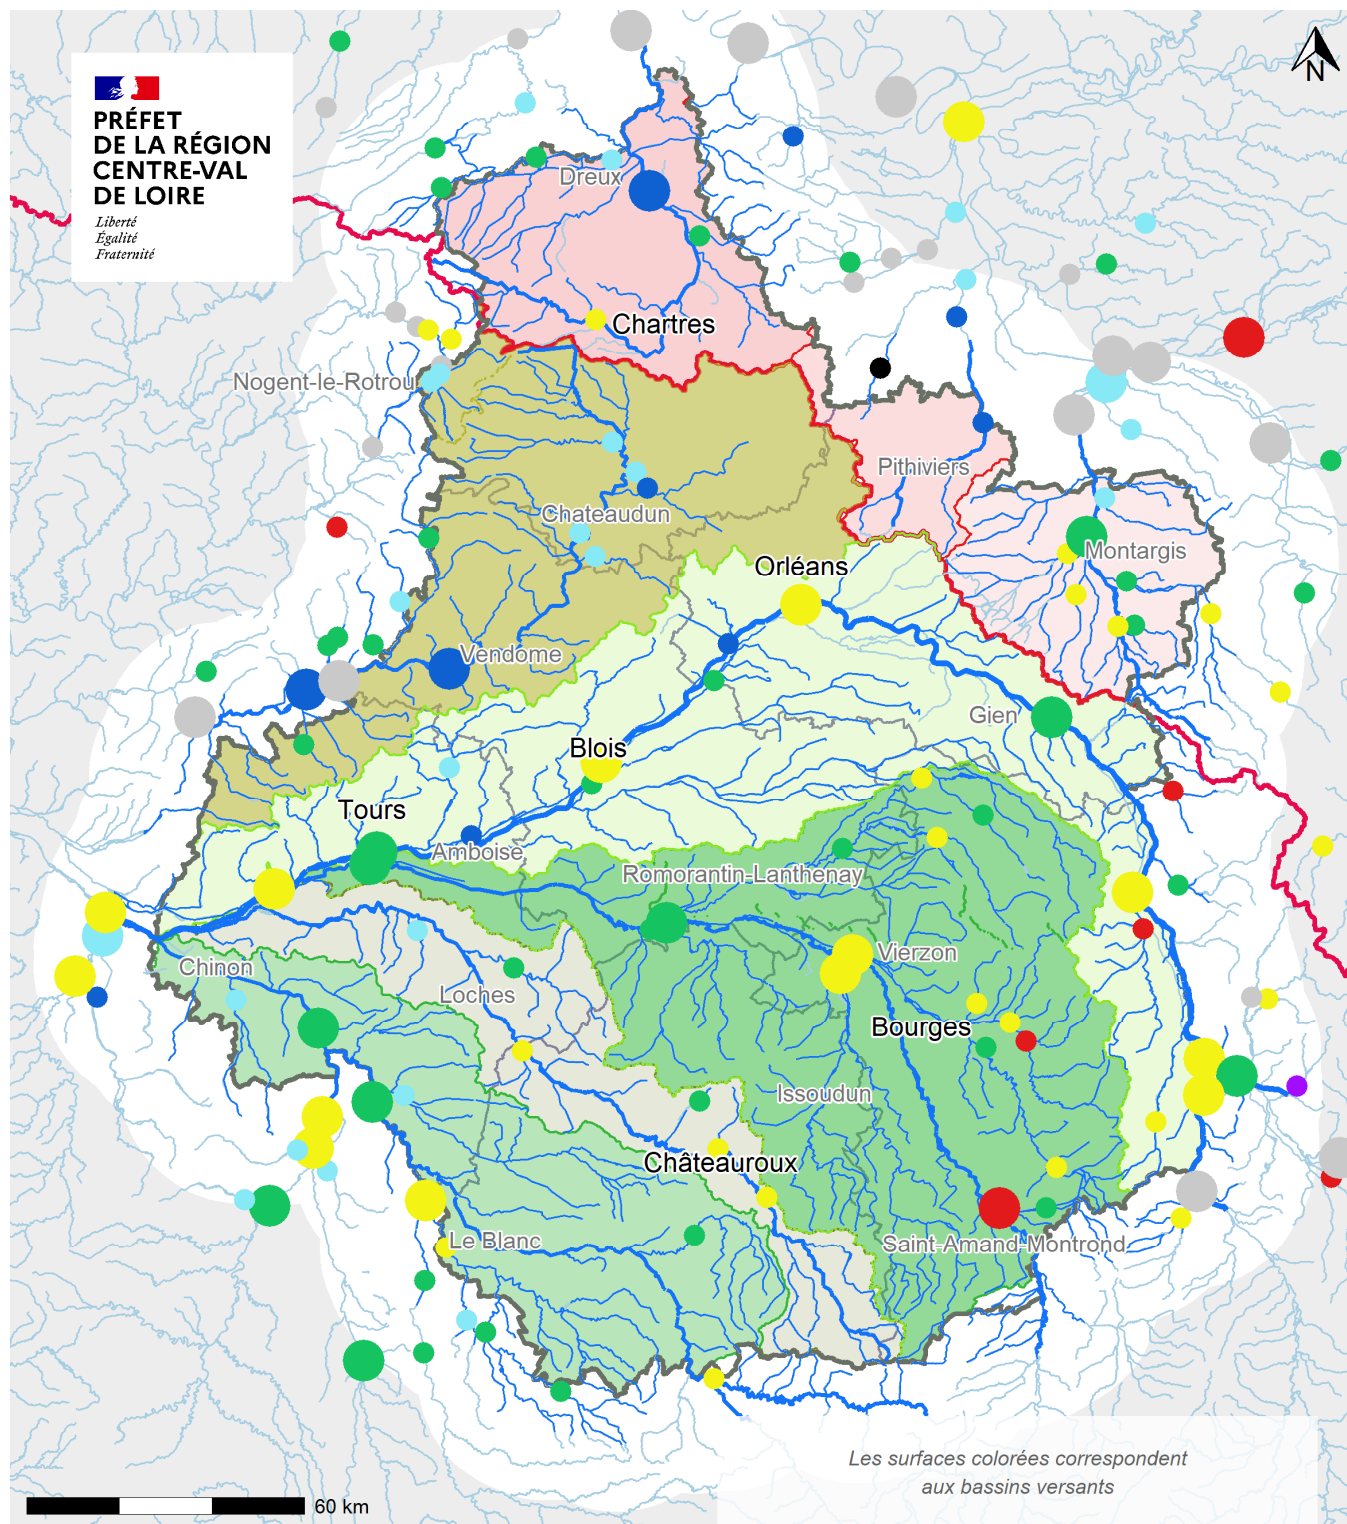 N
PRÉFET
DE LA RÉGION
CENTRE-VAL
DE LOIRE
Liberté
Égalité
Fraternité
Dreux
Chartres
Nogent-le-Rotrou
Pithiviers
Chateaudun
Montargis
Orléans
Vendome
Gien
Blois
Tours
Amboise
Romorantin-Lanthenay
Vierzon
Chinon
Loches
Bourges
Issoudun
Châteauroux
Le Blanc
Saint-Amand-Montrond
Les surfaces colorées correspondent
aux bassins versants
60 km